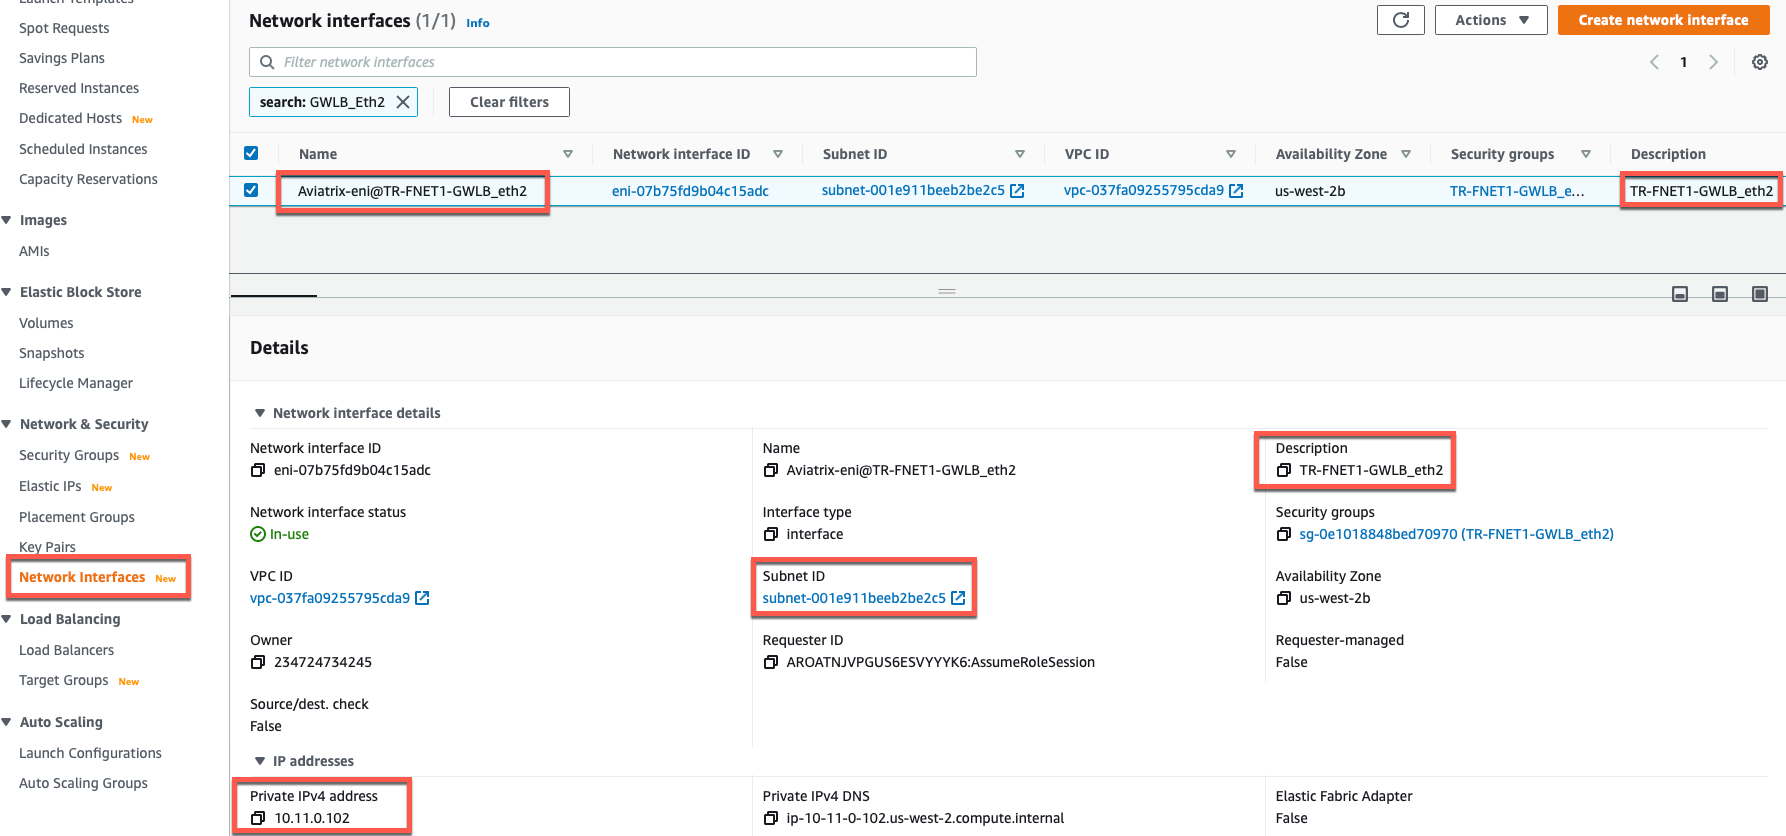 Launch Templates
Spot Requests
Savings Plans
Reserved Instances
Dedicated Hosts New
Scheduled Instances
Capacity Reservations
Images
AMIs
Elastic Block Store
Volumes
Snapshots
Lifecycle Manager
Network & Security
Security Groups New
Elastic IPs New
Placement Groups
Key Pairs
Network Interfaces New
Load Balancing
Load Balancers
Target Groups New
Auto Scaling
Launch Configurations
Auto Scaling Groups
Network interfaces (1/1) Info
Actions
Create network interface
Filter network interfaces
1
search: GWLB_Eth2
Clear filters
Name Network interface ID Subnet ID VPC ID Availability Zone Security groups Description
Aviatrix-eni@TR-FNET1-GWLB_eth2 eni-07b75fd9b04c15adc subnet-001e911beeb2be2c5 vpc-037fa09255795cda9 us-west-2b TR-FNET1-GWLB_e... TR-FNET1-GWLB_eth2
Details
Network interface details
Network interface ID
eni-07b75fd9b04c15adc
Name
Aviatrix-eni@TR-FNET1-GWLB_eth2
Description
TR-FNET1-GWLB_eth2
Network interface status
In-use
Interface type
interface
Security groups
sg-0e1018848bed70970 (TR-FNET1-GWLB_eth2)
VPC ID
vpc-037fa09255795cda9
Subnet ID
subnet-001e911beeb2be2c5
Availability Zone
us-west-2b
Owner
234724734245
Requester ID
AROATNJVPGUS6ESVYYYK6:AssumeRoleSession
Requester-managed
False
Source/dest. check
False
IP addresses
Private IPv4 address
10.11.0.102
Private IPv4 DNS
ip-10-11-0-102.us-west-2.compute.internal
Elastic Fabric Adapter
False